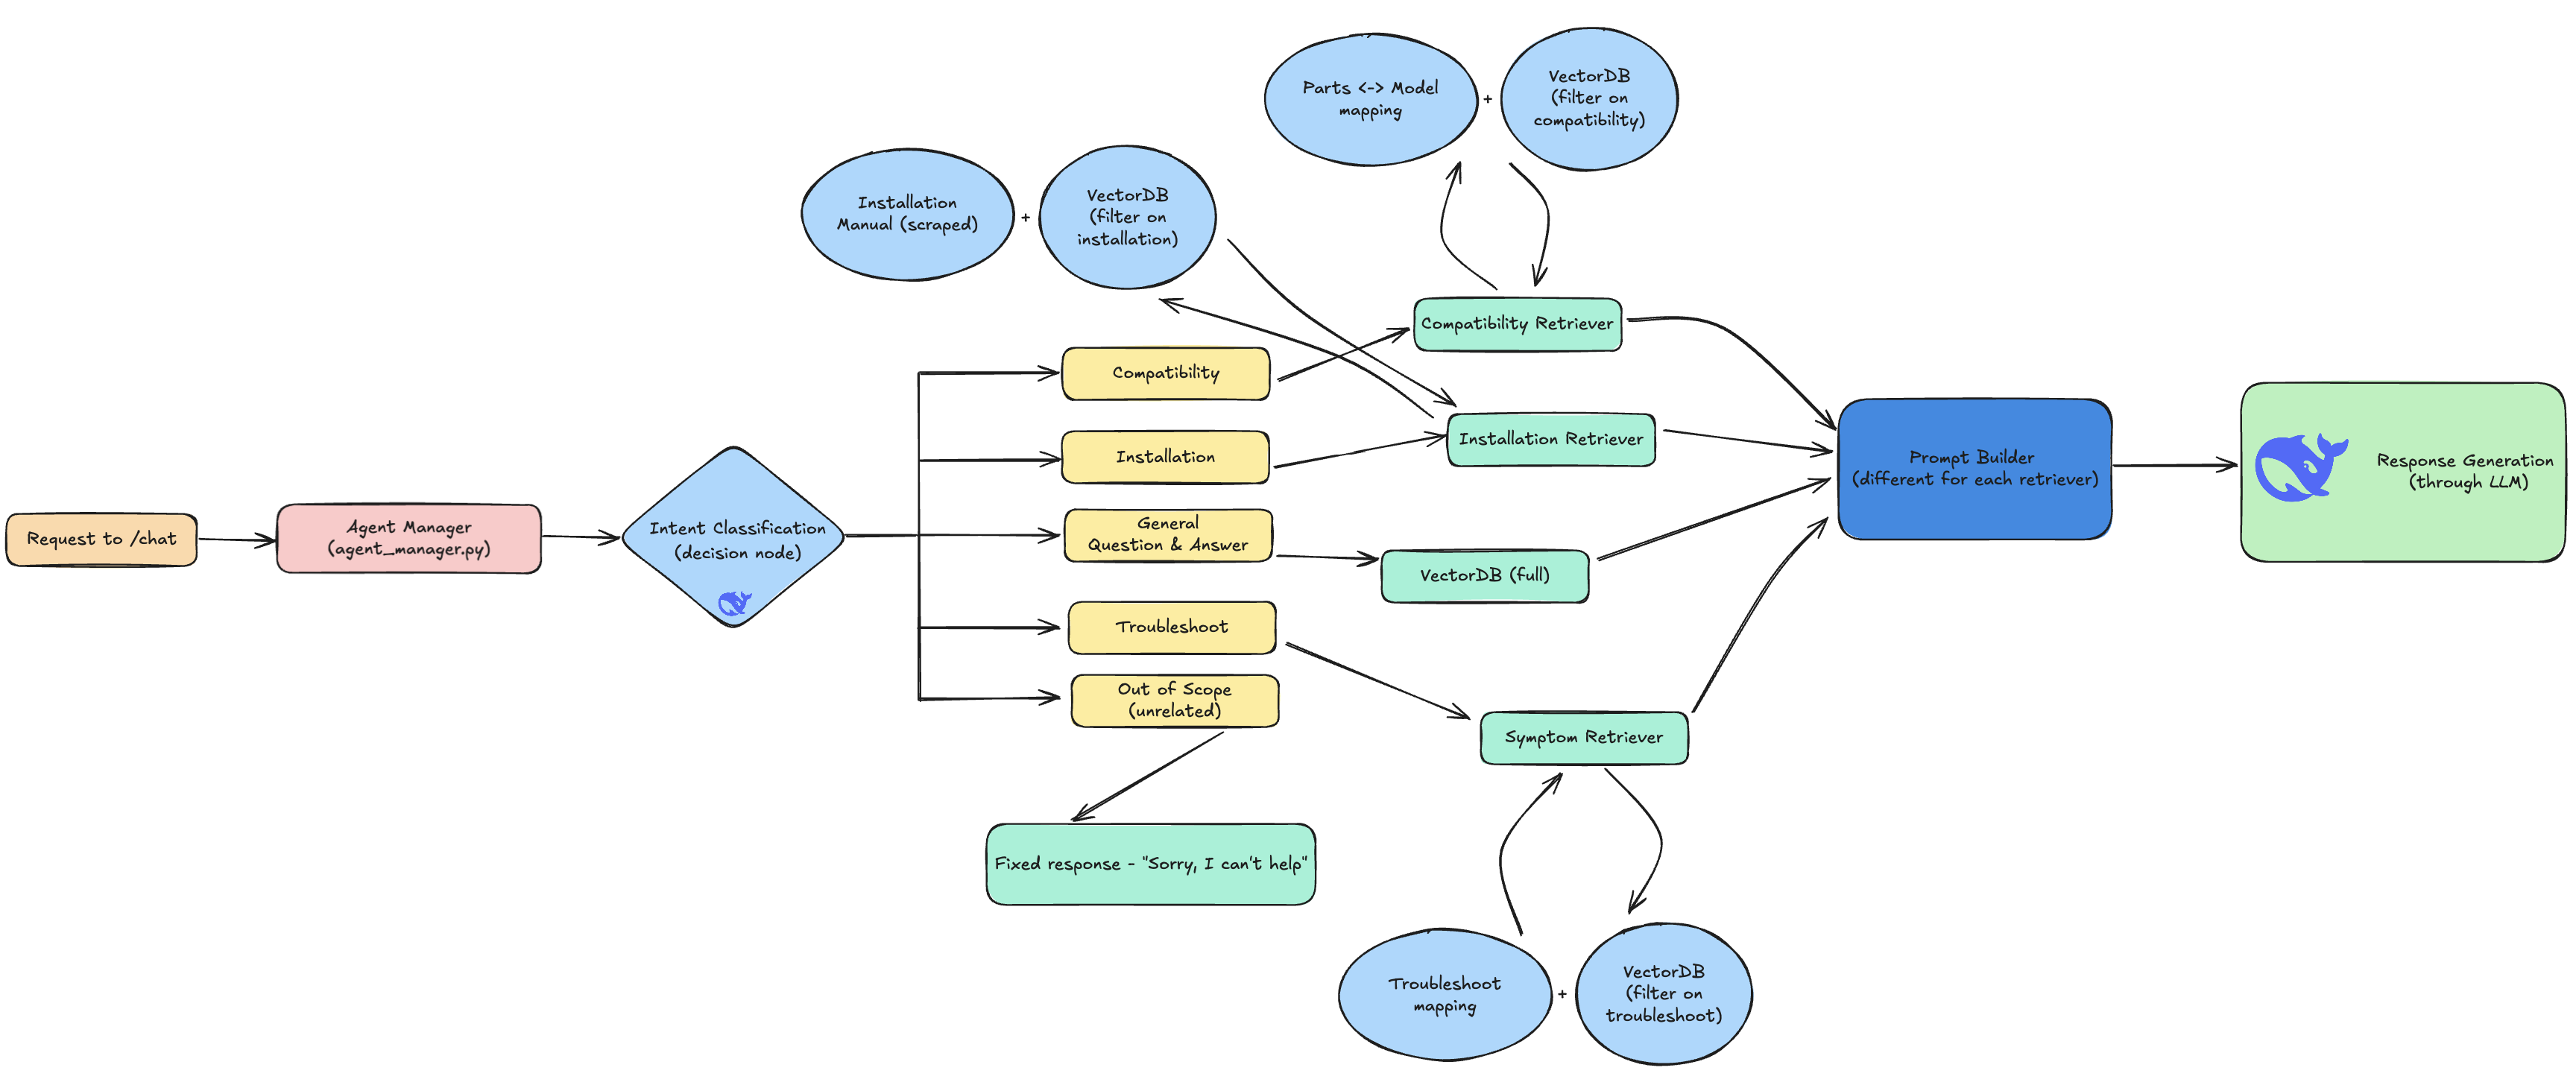 Parts <-> Model
mapping
+
VectorDB
(filter on
compatibility)
Installation
Manual (scraped)
+
VectorDB
(filter on
installation)
Compatibility Retriever
Compatibility
Installation Retriever
Installation
Request to /chat
Agent Manager
(agent_manager.py)
Intent Classification
(decision node)
General
Question & Answer
VectorDB (full)
Prompt Builder
(different for each retriever)
Response Generation
(through LLM)
Troubleshoot
Out of Scope
(unrelated)
Symptom Retriever
Fixed response - "Sorry, I can't help"
Troubleshoot
mapping
+
VectorDB
(filter on
troubleshoot)